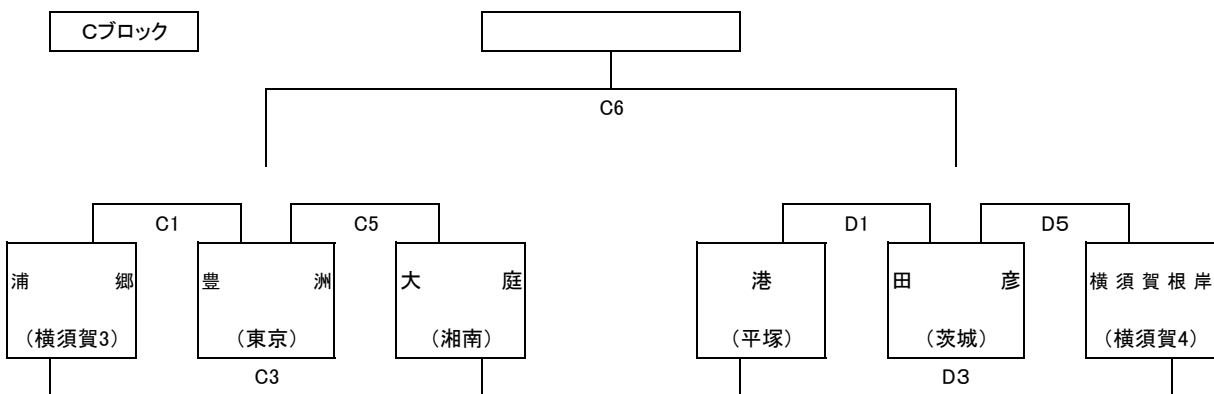 Cブロック
C6
C1 C5 D1 D5
浦郷 豊洲 大庭 港 田彦 横須賀根岸
（横須賀3） （東京） （湘南） （平塚） （茨城） （横須賀4）
C3 D3